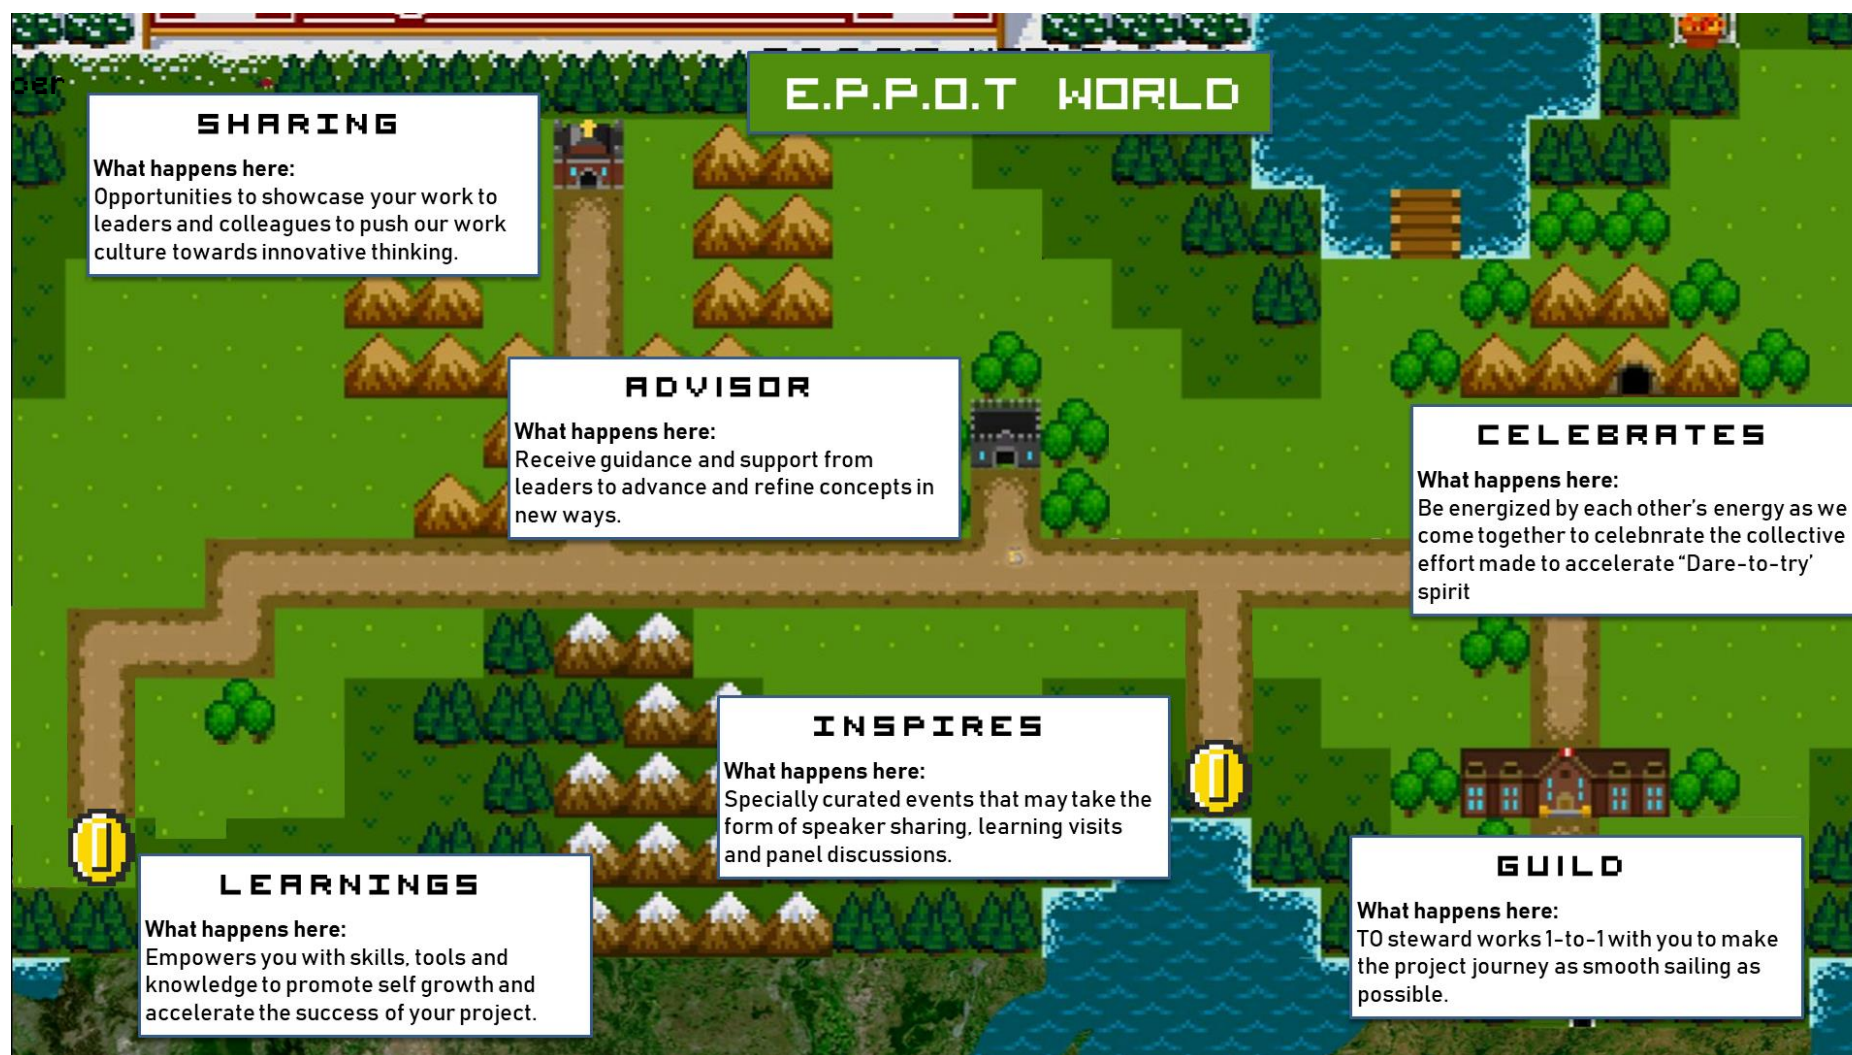 E.P.P.O.T WORLD
SHARING
What happens here:
Opportunities to showcase your work to
leaders and colleagues to push our work
culture towards innovative thinking.
ADVISOR
What happens here:
Receive guidance and support from
leaders to advance and refine concepts in
new ways.
CELEBRATES
What happens here:
Be energized by each other’s energy as we
come together to celebnrate the collective
effort made to accelerate “Dare-to-try’
spirit
INSPIRES
What happens here:
Specially curated events that may take the
form of speaker sharing, learning visits
and panel discussions.
LEARNINGS
What happens here:
Empowers you with skills, tools and
knowledge to promote self growth and
accelerate the success of your project.
GUILD
What happens here:
TO steward works 1-to-1 with you to make
the project journey as smooth sailing as
possible.